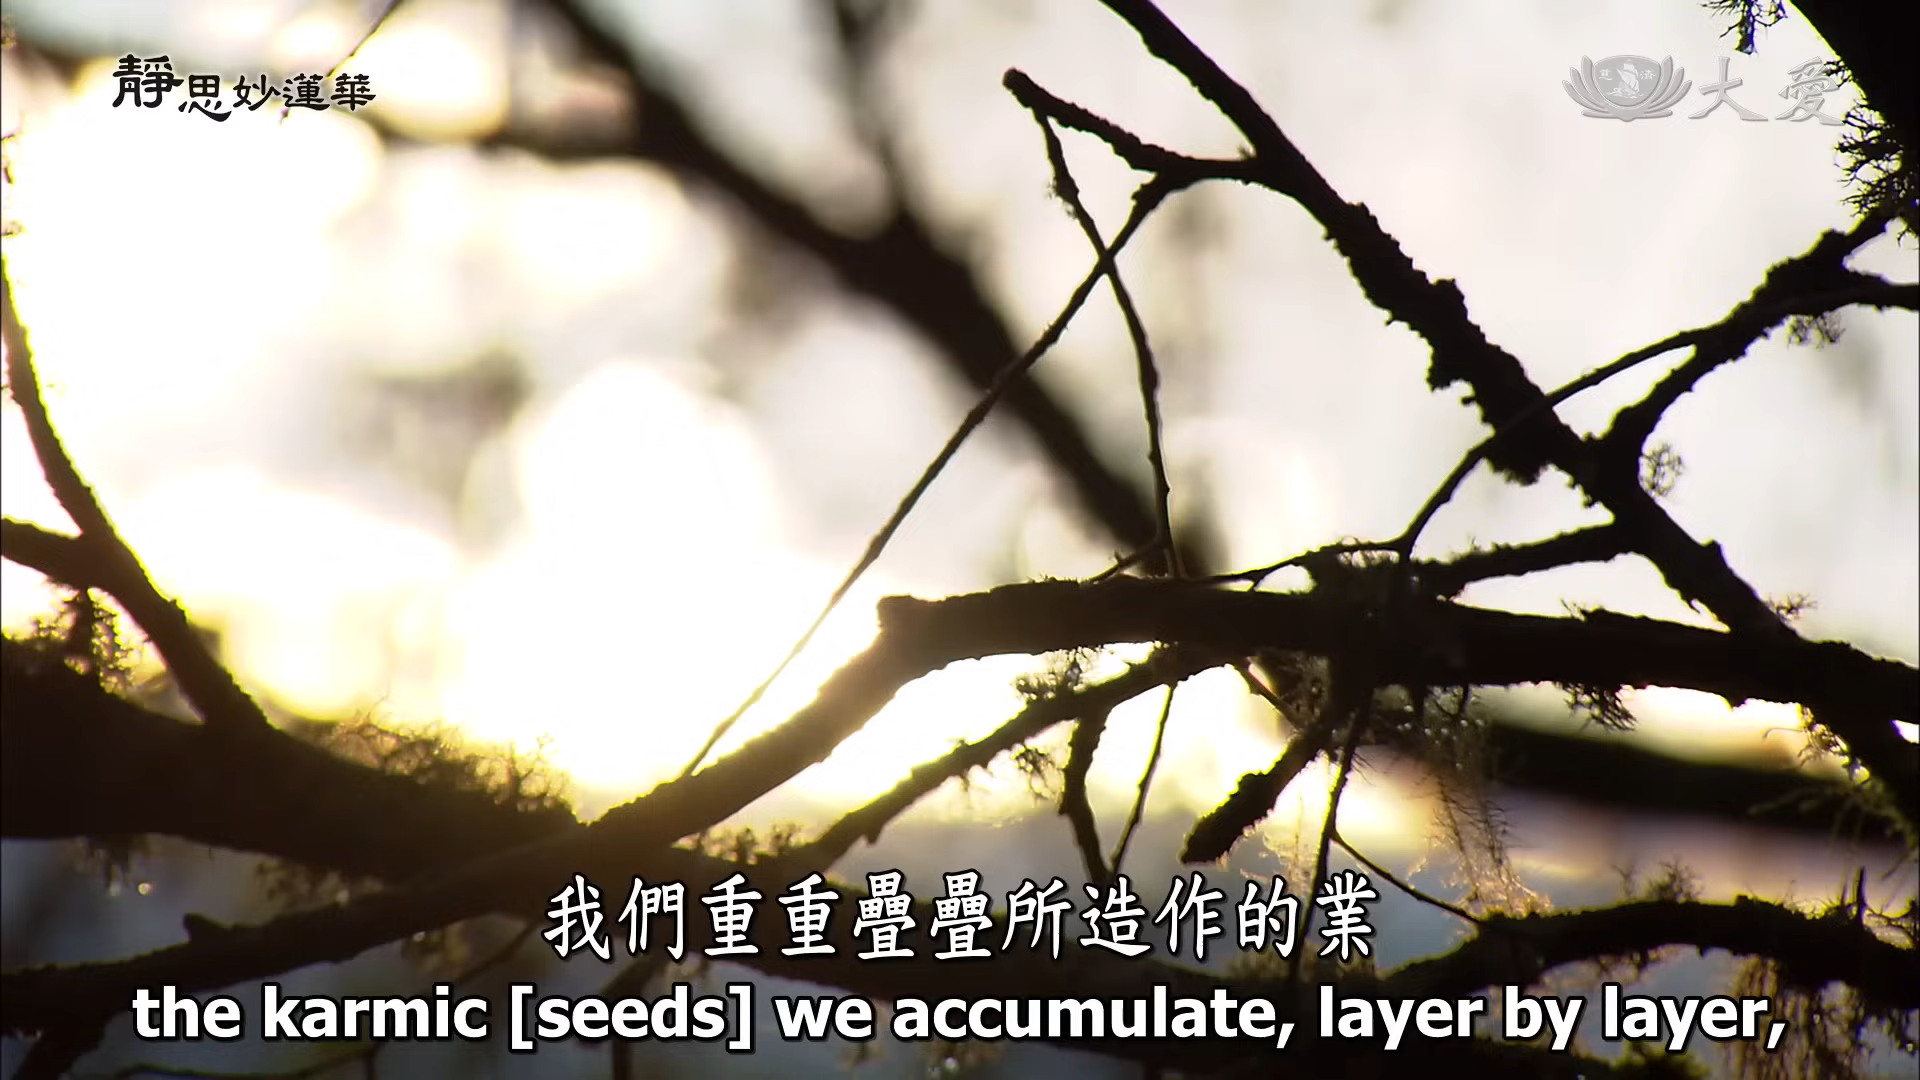 靜思妙蓮華
大愛
我們重重疊疊所造作的業
the karmic [seeds] we accumulate, layer by layer,